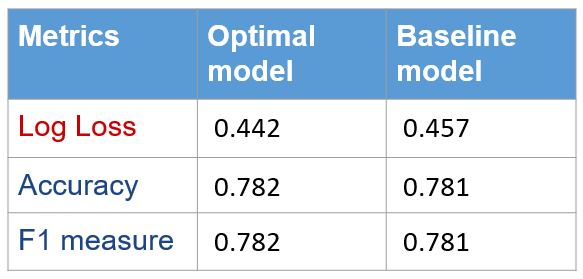 Metrics Optimal model Baseline model
Log Loss 0.442 0.457
Accuracy 0.782 0.781
F1 measure 0.782 0.781